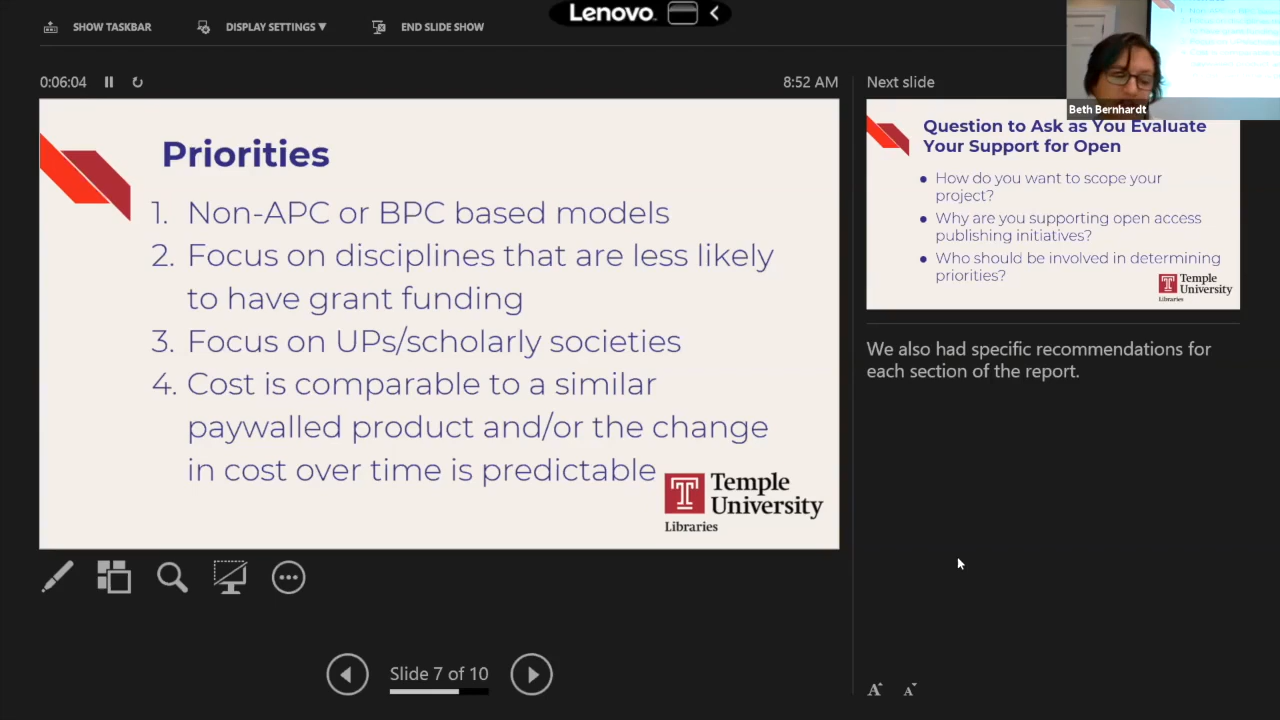 Lenovo
SHOW TASKBAR
DISPLAY SETTINGS ▼
END SLIDE SHOW
0:06:04
8:52 AM
Priorities
1. Non-APC or BPC based models
2. Focus on disciplines that are less likely
to have grant funding
3. Focus on UPs/scholarly societies
4. Cost is comparable to a similar
paywalled product and/or the change
in cost over time is predictable
Temple
University
Libraries
Slide 7 of 10
Beth Bernhardt
Next slide
Question to Ask as You Evaluate
Your Support for Open
• How do you want to scope your
project?
• Why are you supporting open access
publishing initiatives?
• Who should be involved in determining
priorities?
Temple
University
Libraries
We also had specific recommendations for
each section of the report.
A A